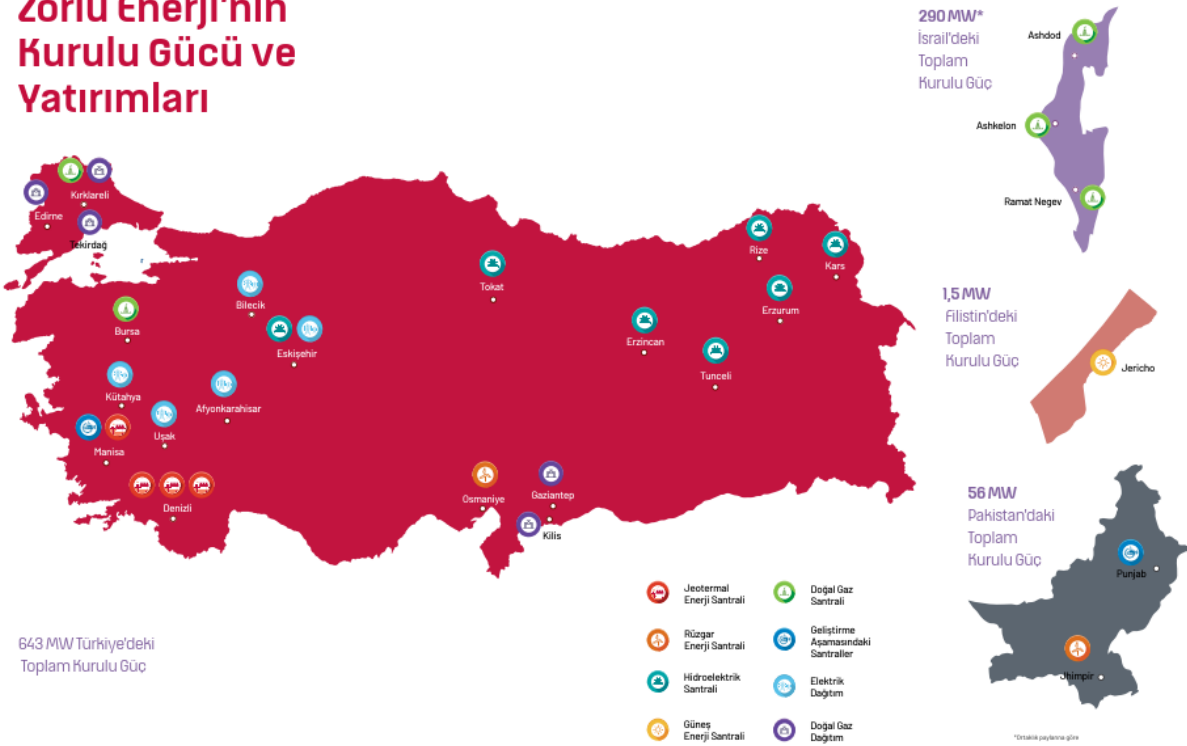 Zorlu Enerji'nin
Kurulu Gücü ve
Yatırımları
290 MW*
İsrail'deki
Toplam
Kurulu Güç
Ashdod
Ashkelon
Ramat Negev
Kırklareli
Edirne
Tekirdağ
Rize
Kars
Tokat
Bilecik
Erzurum
Bursa
Eskişehir
Erzincan
Tunceli
Kütahya
Afyonkarahisar
Uşak
Manisa
Denizli
Osmaniye
Gaziantep
Kilis
1,5 MW
Filistin'deki
Toplam
Kurulu Güç
Jericho
56 MW
Pakistan'daki
Toplam
Kurulu Güç
Punjab
Jhimpir
643 MW Türkiye'deki
Toplam Kurulu Güç
Jeotermal
Enerji Santrali
Rüzgar
Enerji Santrali
Hidroelektrik
Santrali
Güneş
Enerji Santrali
Doğal Gaz
Santrali
Geliştirme
Aşamasındaki
Santraller
Elektrik
Dağıtım
Doğal Gaz
Dağıtım
*Ortaklık paylarına göre